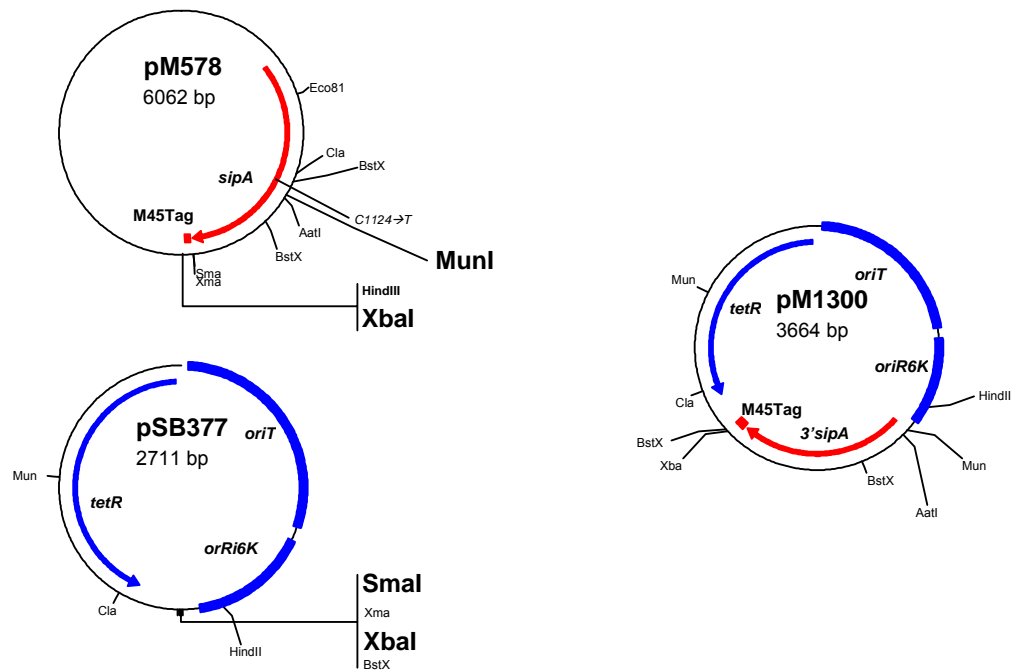 pM578
6062 bp
Eco81
Cla
BstX
sipA
C1124→T
M45Tag
AatI
BstX
MunI
Sma
Xma
HindIII
XbaI
pSB377
2711 bp
oriT
Mun
tetR
orRi6K
Cla
HindII
SmaI
Xma
XbaI
BstX
pM1300
3664 bp
oriT
Mun
tetR
oriR6K
HindII
Cla
M45Tag
3'sipA
BstX
Xba
BstX
Mun
AatI